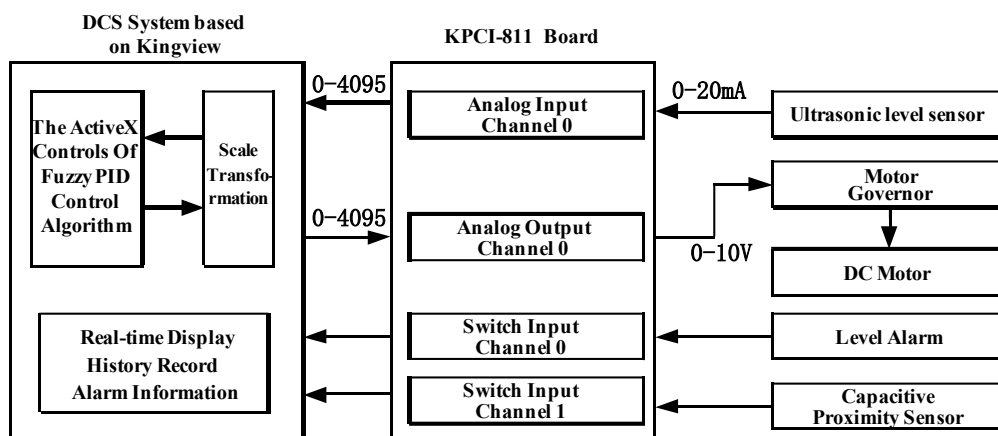 DCS System based
on Kingview
KPCI-811 Board
The ActiveX
Controls Of
Fuzzy PID
Control
Algorithm
Scale
Transfo-
rmation
Real-time Display
History Record
Alarm Information
0-4095
0-4095
Analog Input
Channel 0
Analog Output
Channel 0
Switch Input
Channel 0
Switch Input
Channel 1
0-20mA
0-10V
Ultrasonic level sensor
Motor
Governor
DC Motor
Level Alarm
Capacitive
Proximity Sensor